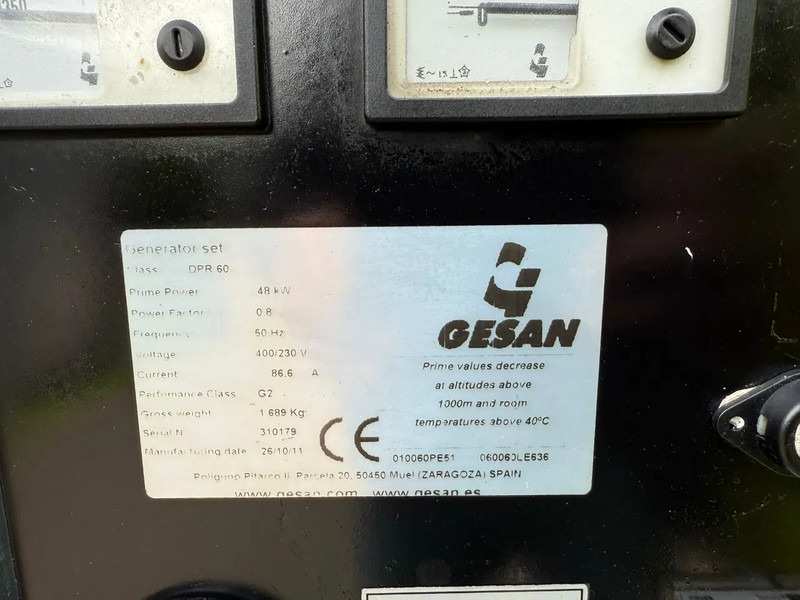 250
Generator set
Class DPR 60
Prime Power 48 kW
Power Factor 0.8
Frequency 50 Hz
Voltage 400/230 V
Current 86.6 A
Perfomance Class G2
Gross weight 1 689 Kg
Serial N. 310179
Manufacturing date 26/10/11
GESAN
Prime values decrease
at altitudes above
1000m and room
temperatures above 40ºC
CE
010060PE51 060060LE636
Poligono Pitarco II, Parcela 20, 50450 Muel (ZARAGOZA) SPAIN
www.gesan.com www.gesan.es